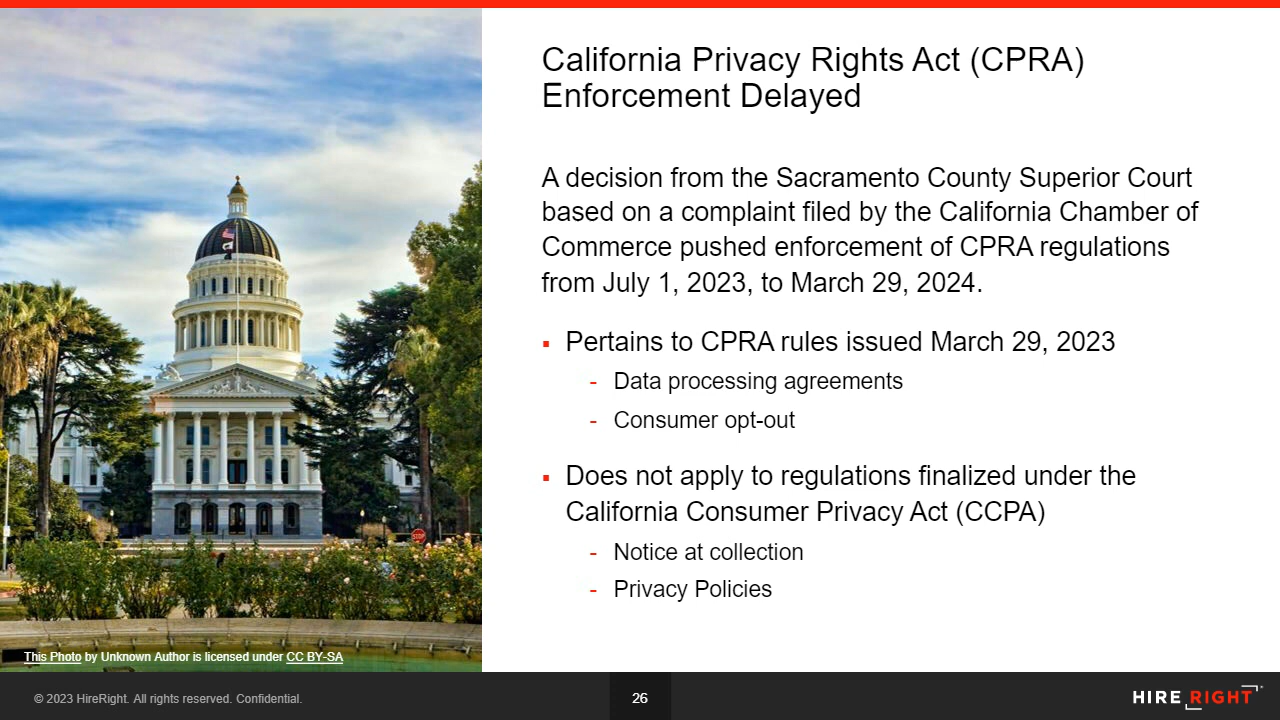 California Privacy Rights Act (CPRA)
Enforcement Delayed
A decision from the Sacramento County Superior Court
based on a complaint filed by the California Chamber of
Commerce pushed enforcement of CPRA regulations
from July 1, 2023, to March 29, 2024.
▪ Pertains to CPRA rules issued March 29, 2023
- Data processing agreements
- Consumer opt-out
▪ Does not apply to regulations finalized under the
California Consumer Privacy Act (CCPA)
- Notice at collection
- Privacy Policies
STOP
This Photo by Unknown Author is licensed under CC BY-SA
© 2023 HireRight. All rights reserved. Confidential.
26
HIRE RIGHT